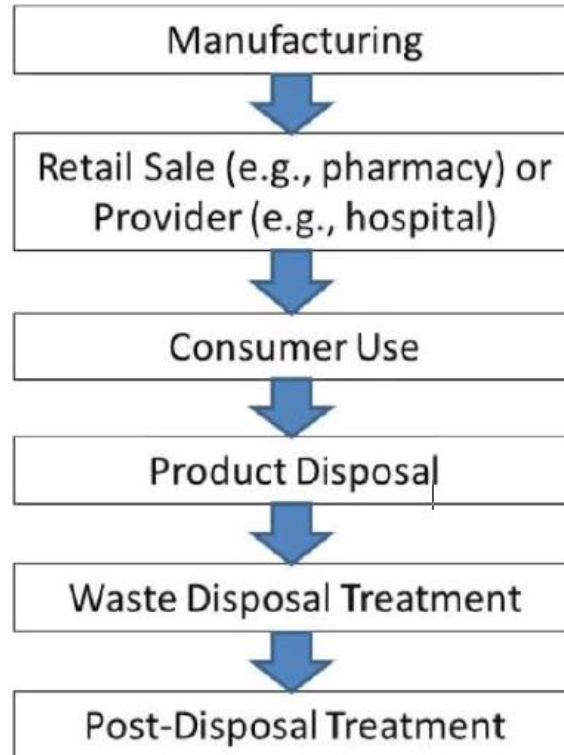 Manufacturing
Retail Sale (e.g., pharmacy) or
Provider (e.g., hospital)
Consumer Use
Product Disposal
Waste Disposal Treatment
Post-Disposal Treatment